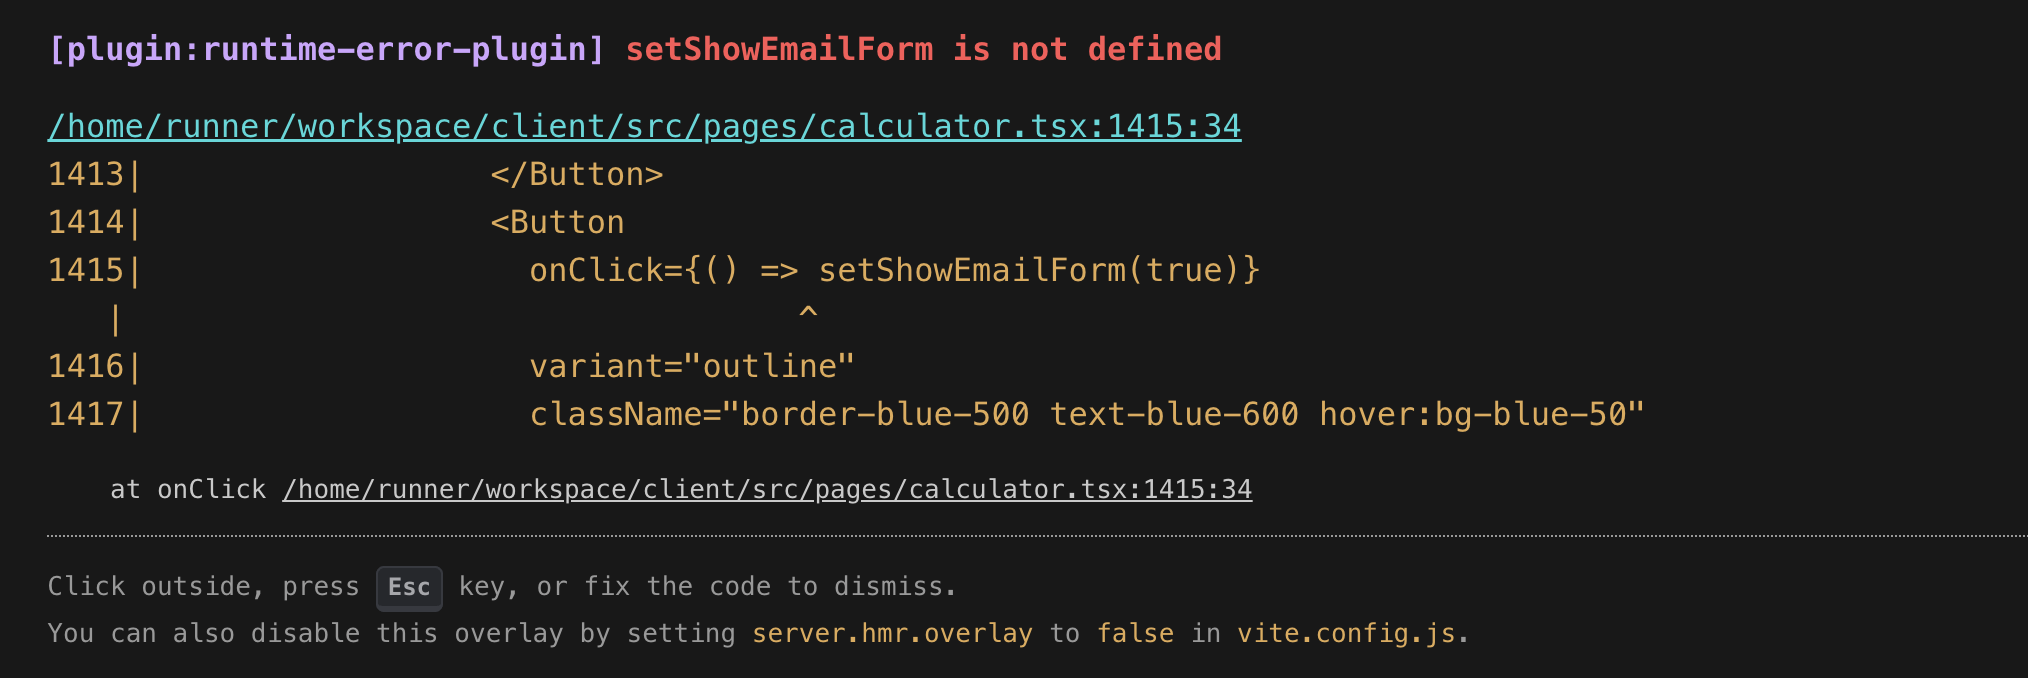 [plugin:runtime-error-plugin] setShowEmailForm is not defined
/home/runner/workspace/client/src/pages/calculator.tsx:1415:34
1413|                  </Button>
1414|                  <Button
1415|                    onClick={() => setShowEmailForm(true)}
   |                                   ^
1416|                    variant="outline"
1417|                    className="border-blue-500 text-blue-600 hover:bg-blue-50"
    at onClick /home/runner/workspace/client/src/pages/calculator.tsx:1415:34
Click outside, press Esc key, or fix the code to dismiss.
You can also disable this overlay by setting server.hmr.overlay to false in vite.config.js.